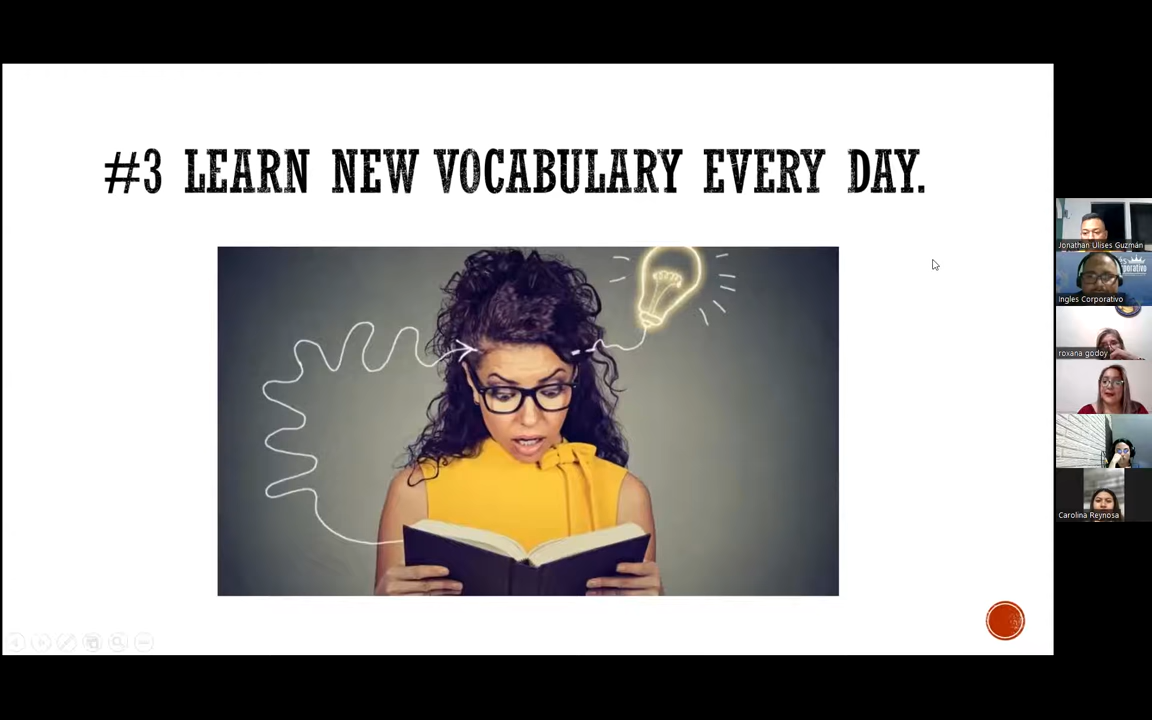 #3 LEARN NEW VOCABULARY EVERY DAY.
Jonathan Ulises Guzmán
Ingles Corporativo
roxana godoy
Carolina Reynosa